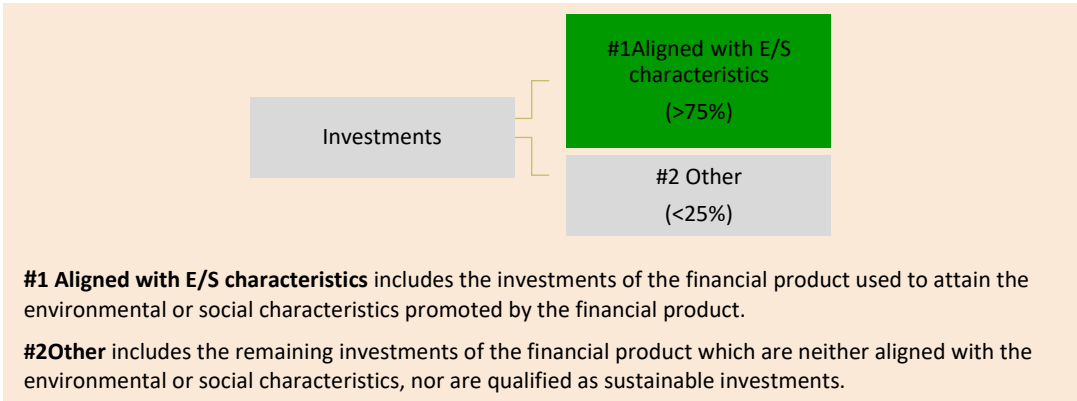 #1Aligned with E/S
characteristics
(>75%)
Investments
#2 Other
(<25%)
#1 Aligned with E/S characteristics includes the investments of the financial product used to attain the
environmental or social characteristics promoted by the financial product.
#2Other includes the remaining investments of the financial product which are neither aligned with the
environmental or social characteristics, nor are qualified as sustainable investments.